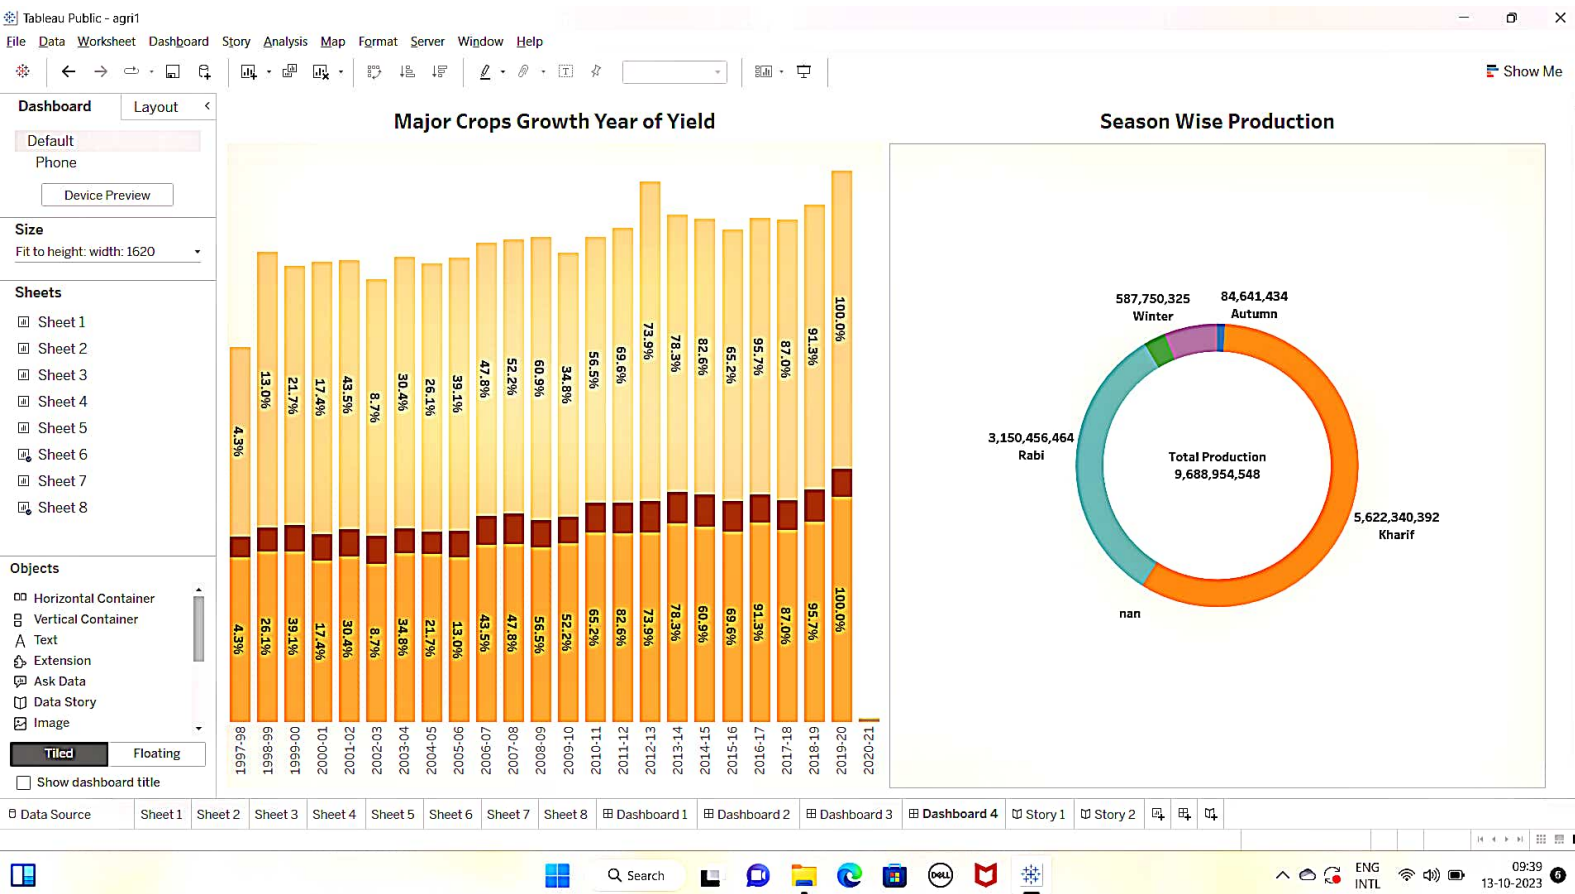 Tableau Public - agri1
File Data Worksheet Dashboard Story Analysis Map Format Server Window Help
Show Me
Dashboard
Layout
Default
Phone
Device Preview
Size
Fit to height: width: 1620
Sheets
Sheet 1
Sheet 2
Sheet 3
Sheet 4
Sheet 5
Sheet 6
Sheet 7
Sheet 8
Objects
Horizontal Container
Vertical Container
Text
Extension
Ask Data
Data Story
Image
Tiled
Floating
Show dashboard title
Major Crops Growth Year of Yield
4.3% 13.0% 21.7% 17.4% 43.5% 8.7% 30.4% 26.1% 39.1% 47.8% 52.2% 60.9% 34.8% 56.5% 69.6% 73.9% 78.3% 82.6% 65.2% 95.7% 87.0% 91.3% 100.0%
4.3% 26.1% 39.1% 17.4% 30.4% 8.7% 34.8% 21.7% 13.0% 43.5% 47.8% 56.5% 52.2% 65.2% 82.6% 73.9% 78.3% 60.9% 69.6% 91.3% 87.0% 95.7% 100.0%
1997-98 1998-99 1999-00 2000-01 2001-02 2002-03 2003-04 2004-05 2005-06 2006-07 2007-08 2008-09 2009-10 2010-11 2011-12 2012-13 2013-14 2014-15 2015-16 2016-17 2017-18 2018-19 2019-20 2020-21
Season Wise Production
587,750,325
Winter
84,641,434
Autumn
3,150,456,464
Rabi
Total Production
9,688,954,548
5,622,340,392
Kharif
nan
Data Source Sheet 1 Sheet 2 Sheet 3 Sheet 4 Sheet 5 Sheet 6 Sheet 7 Sheet 8 Dashboard 1 Dashboard 2 Dashboard 3 Dashboard 4 Story 1 Story 2
Search
DELL
ENG
INTL
09:39
13-10-2023
6